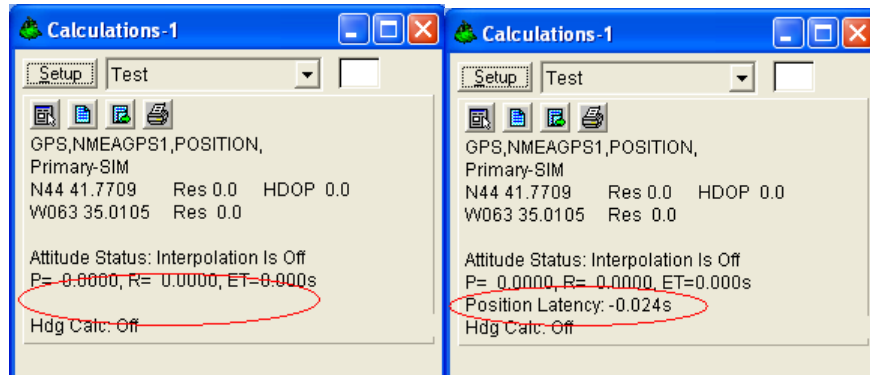 Calculations-1
Setup Test
GPS,NMEAGPS1,POSITION,
Primary-SIM
N44 41.7709 Res 0.0 HDOP 0.0
W063 35.0105 Res 0.0
Attitude Status: Interpolation Is Off
P= 0.0000, R= 0.0000, ET=0.000s
Hdg Calc: Off
Calculations-1
Setup Test
GPS,NMEAGPS1,POSITION,
Primary-SIM
N44 41.7709 Res 0.0 HDOP 0.0
W063 35.0105 Res 0.0
Attitude Status: Interpolation Is Off
P= 0.0000, R= 0.0000, ET=0.000s
Position Latency: -0.024s
Hdg Calc: Off